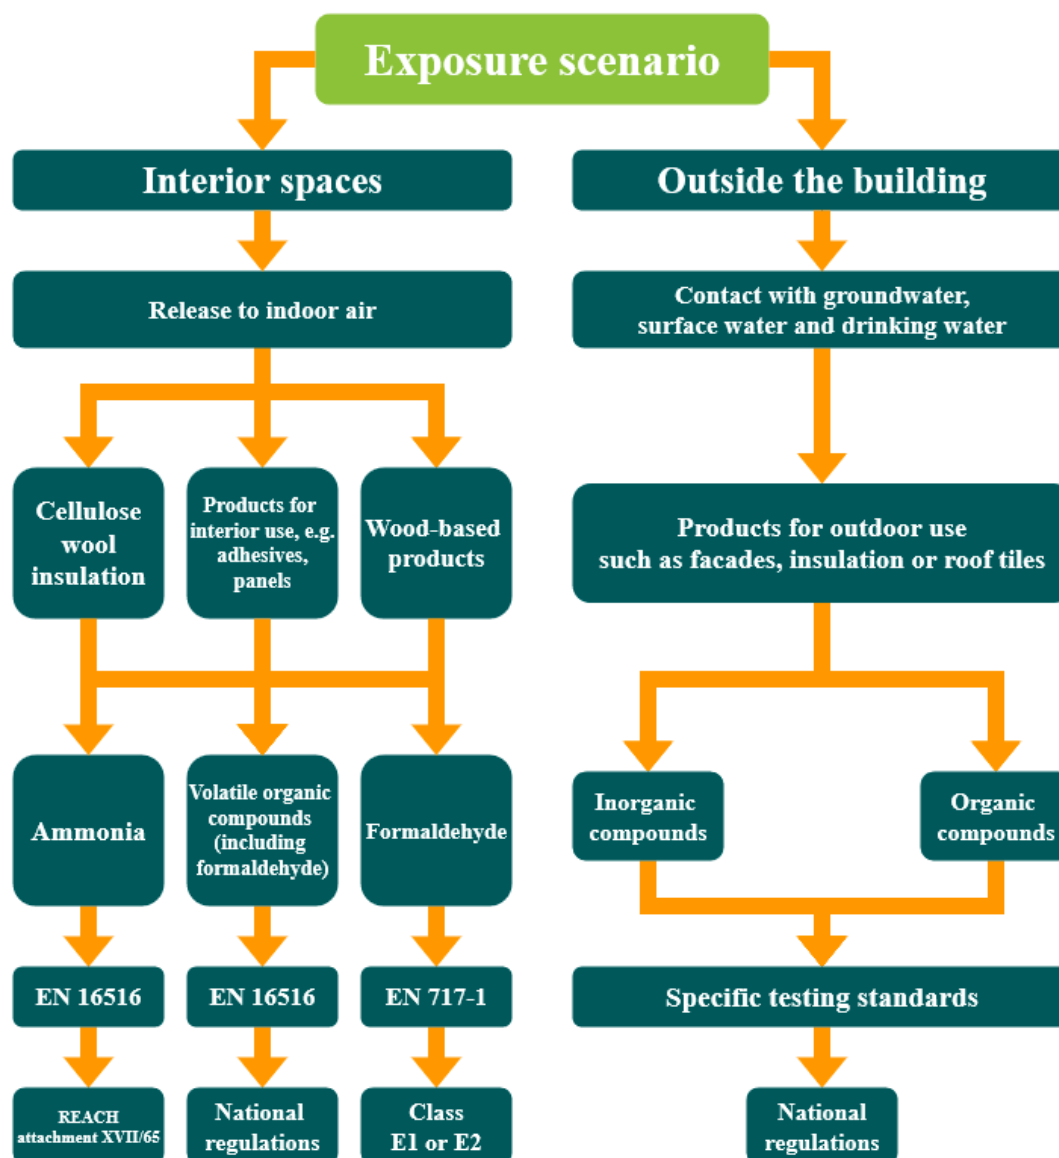 Exposure scenario
Interior spaces
Outside the building
Release to indoor air
Contact with groundwater,
surface water and drinking water
Cellulose
wool
insulation
Products for
interior use, e.g.
adhesives,
panels
Wood-based
products
Products for outdoor use
such as facades, insulation or roof tiles
Ammonia
Volatile organic
compounds
(including
formaldehyde)
Formaldehyde
Inorganic
compounds
Organic
compounds
EN 16516
EN 16516
EN 717-1
Specific testing standards
REACH
attachment XVII/65
National
regulations
Class
E1 or E2
National
regulations